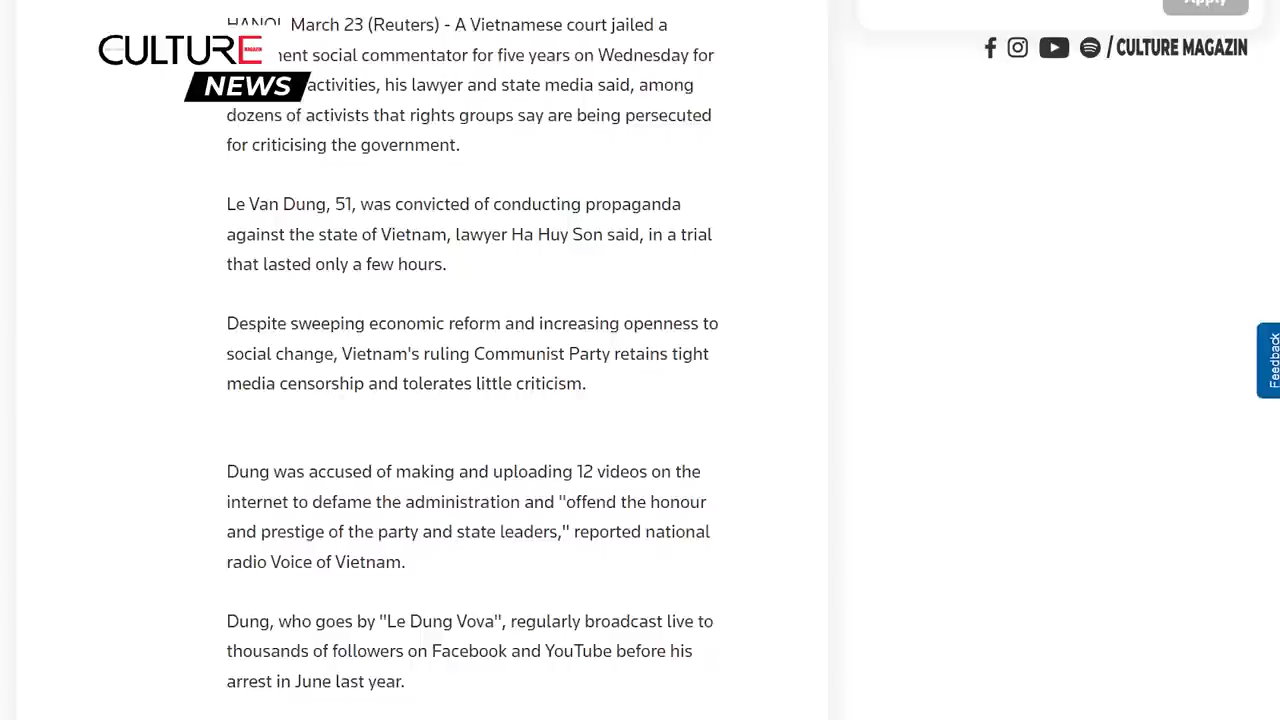 Apply
CULTURE
NEWS
/ CULTURE MAGAZIN
March 23 (Reuters) - A Vietnamese court jailed a
social commentator for five years on Wednesday for
activities, his lawyer and state media said, among
dozens of activists that rights groups say are being persecuted
for criticising the government.
Le Van Dung, 51, was convicted of conducting propaganda
against the state of Vietnam, lawyer Ha Huy Son said, in a trial
that lasted only a few hours.
Despite sweeping economic reform and increasing openness to
social change, Vietnam's ruling Communist Party retains tight
media censorship and tolerates little criticism.
Dung was accused of making and uploading 12 videos on the
internet to defame the administration and "offend the honour
and prestige of the party and state leaders," reported national
radio Voice of Vietnam.
Dung, who goes by "Le Dung Vova", regularly broadcast live to
thousands of followers on Facebook and YouTube before his
arrest in June last year.
Feedback